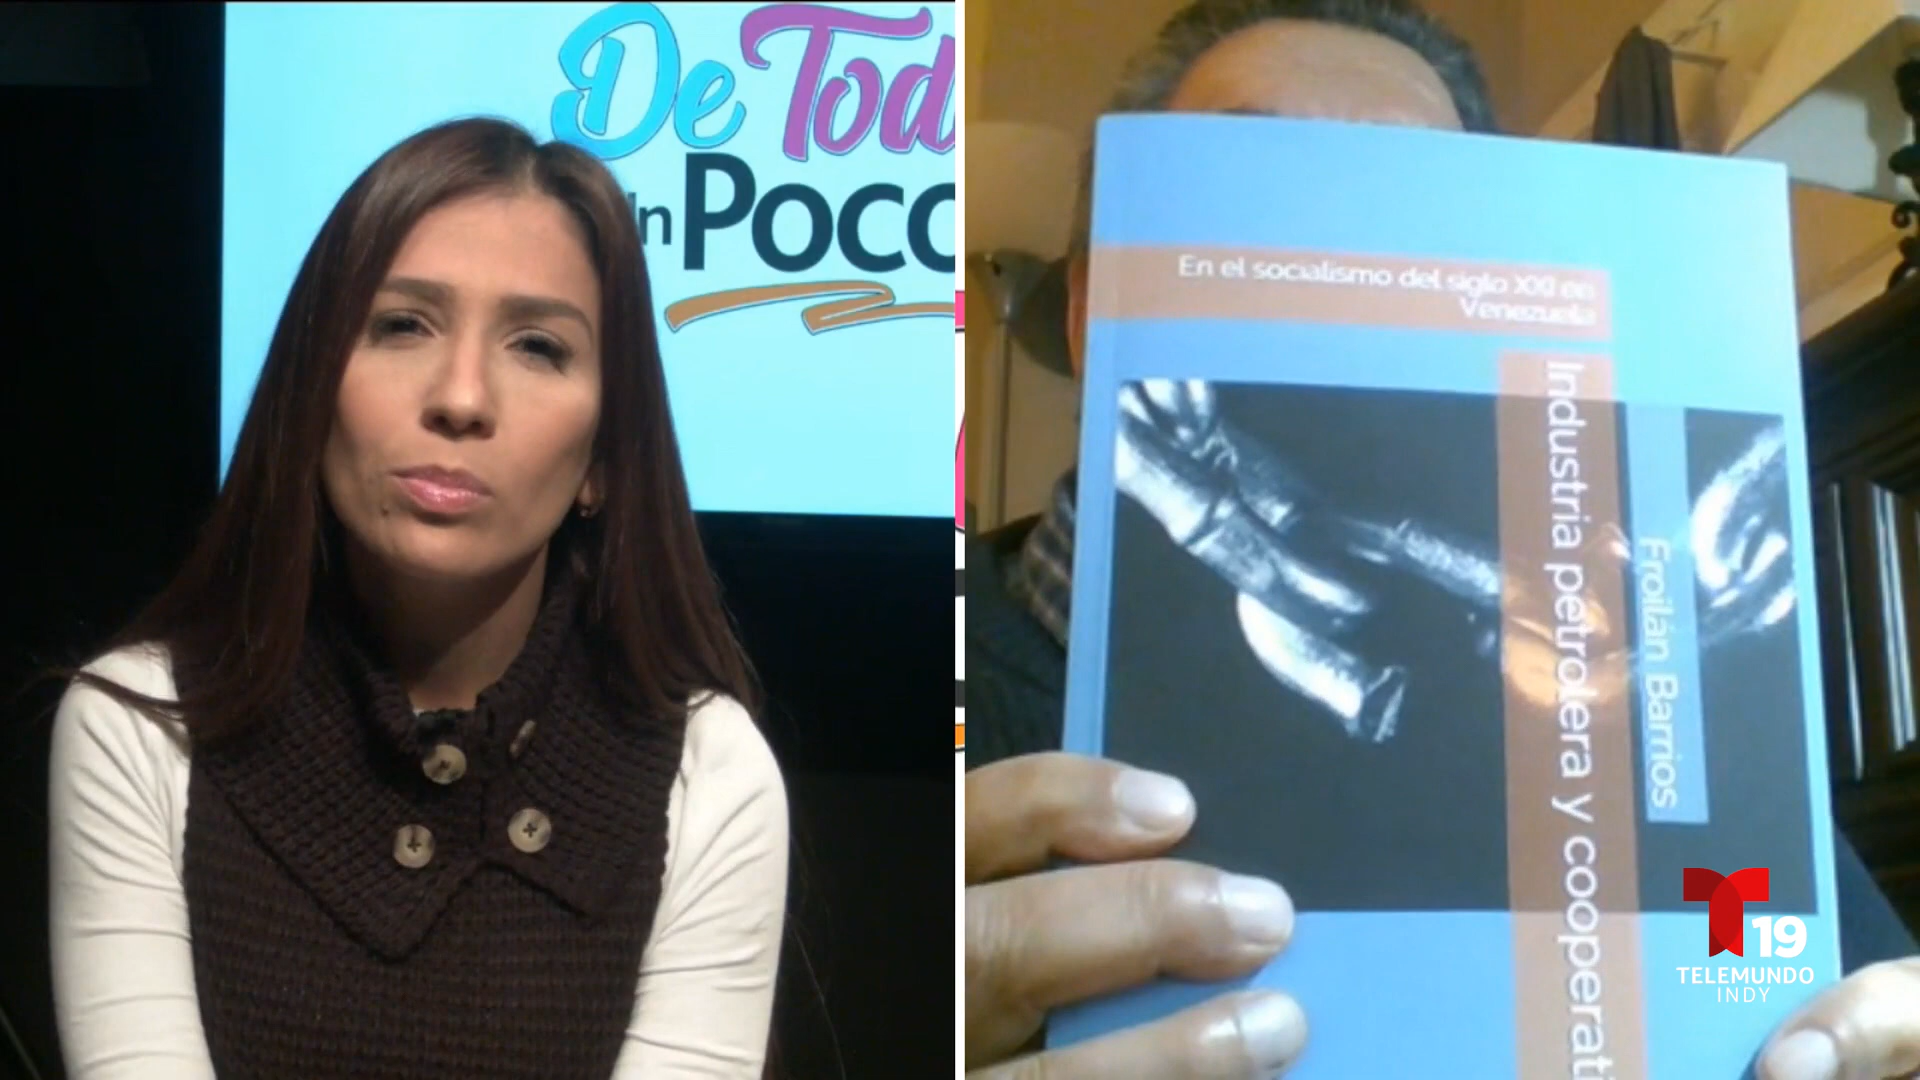 De Tod
un Poco
En el socialismo del siglo XXI en
Venezuela
Industria petrolera y cooperati
Froilán Barrios
T 19
TELEMUNDO
INDY